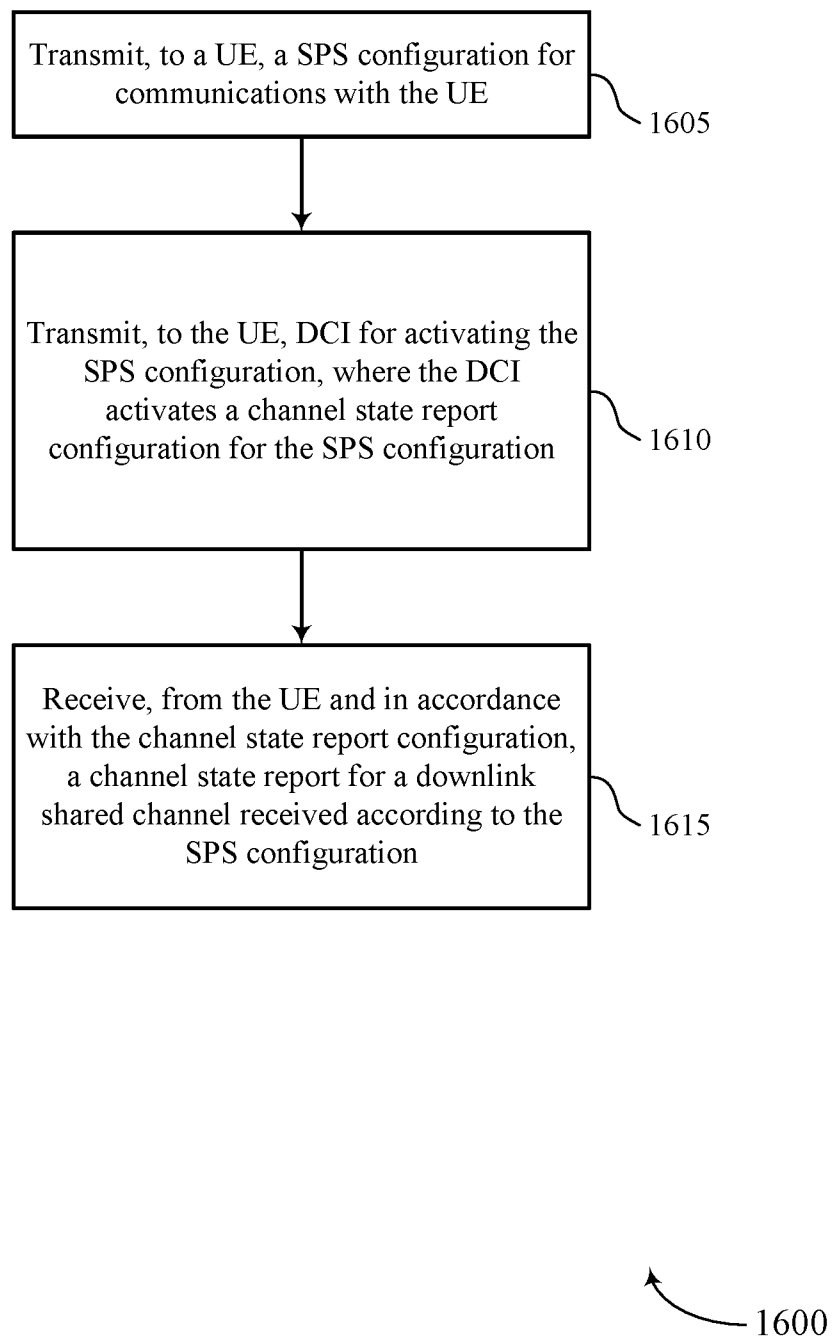 Transmit, to a UE, a SPS configuration for
communications with the UE
1605
Transmit, to the UE, DCI for activating the
SPS configuration, where the DCI
activates a channel state report
configuration for the SPS configuration
1610
Receive, from the UE and in accordance
with the channel state report configuration,
a channel state report for a downlink
shared channel received according to the
SPS configuration
1615
1600